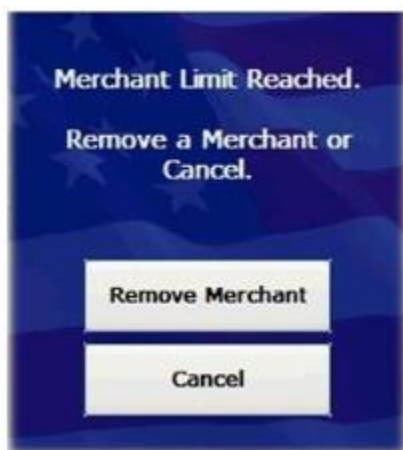 Merchant Limit Reached.
Remove a Merchant or
Cancel.
Remove Merchant
Cancel